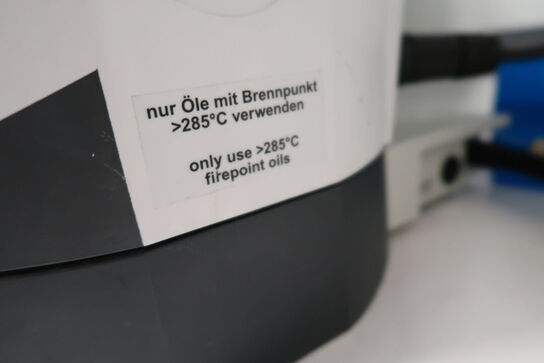 nur Öle mit Brennpunkt
>285°C verwenden
only use >285°C
firepoint oils